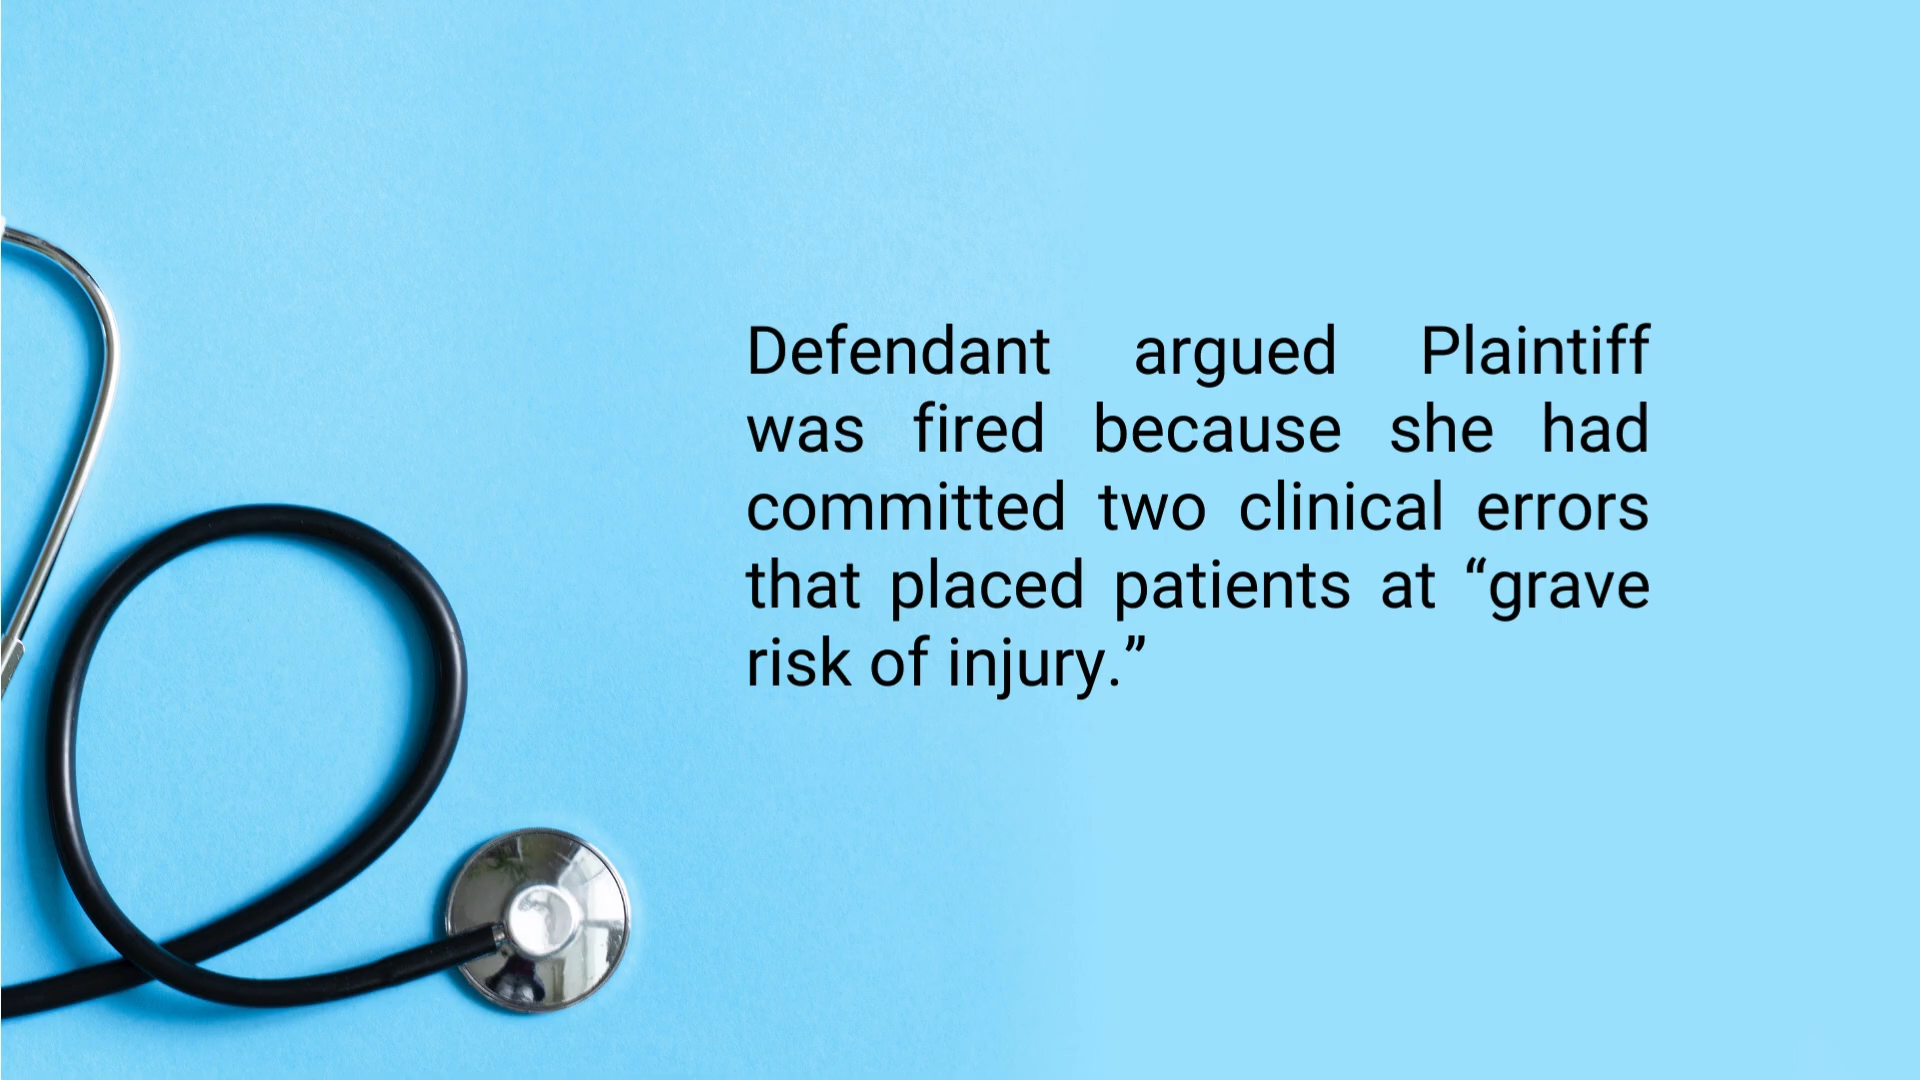 Defendant argued Plaintiff
was fired because she had
committed two clinical errors
that placed patients at “grave
risk of injury.”